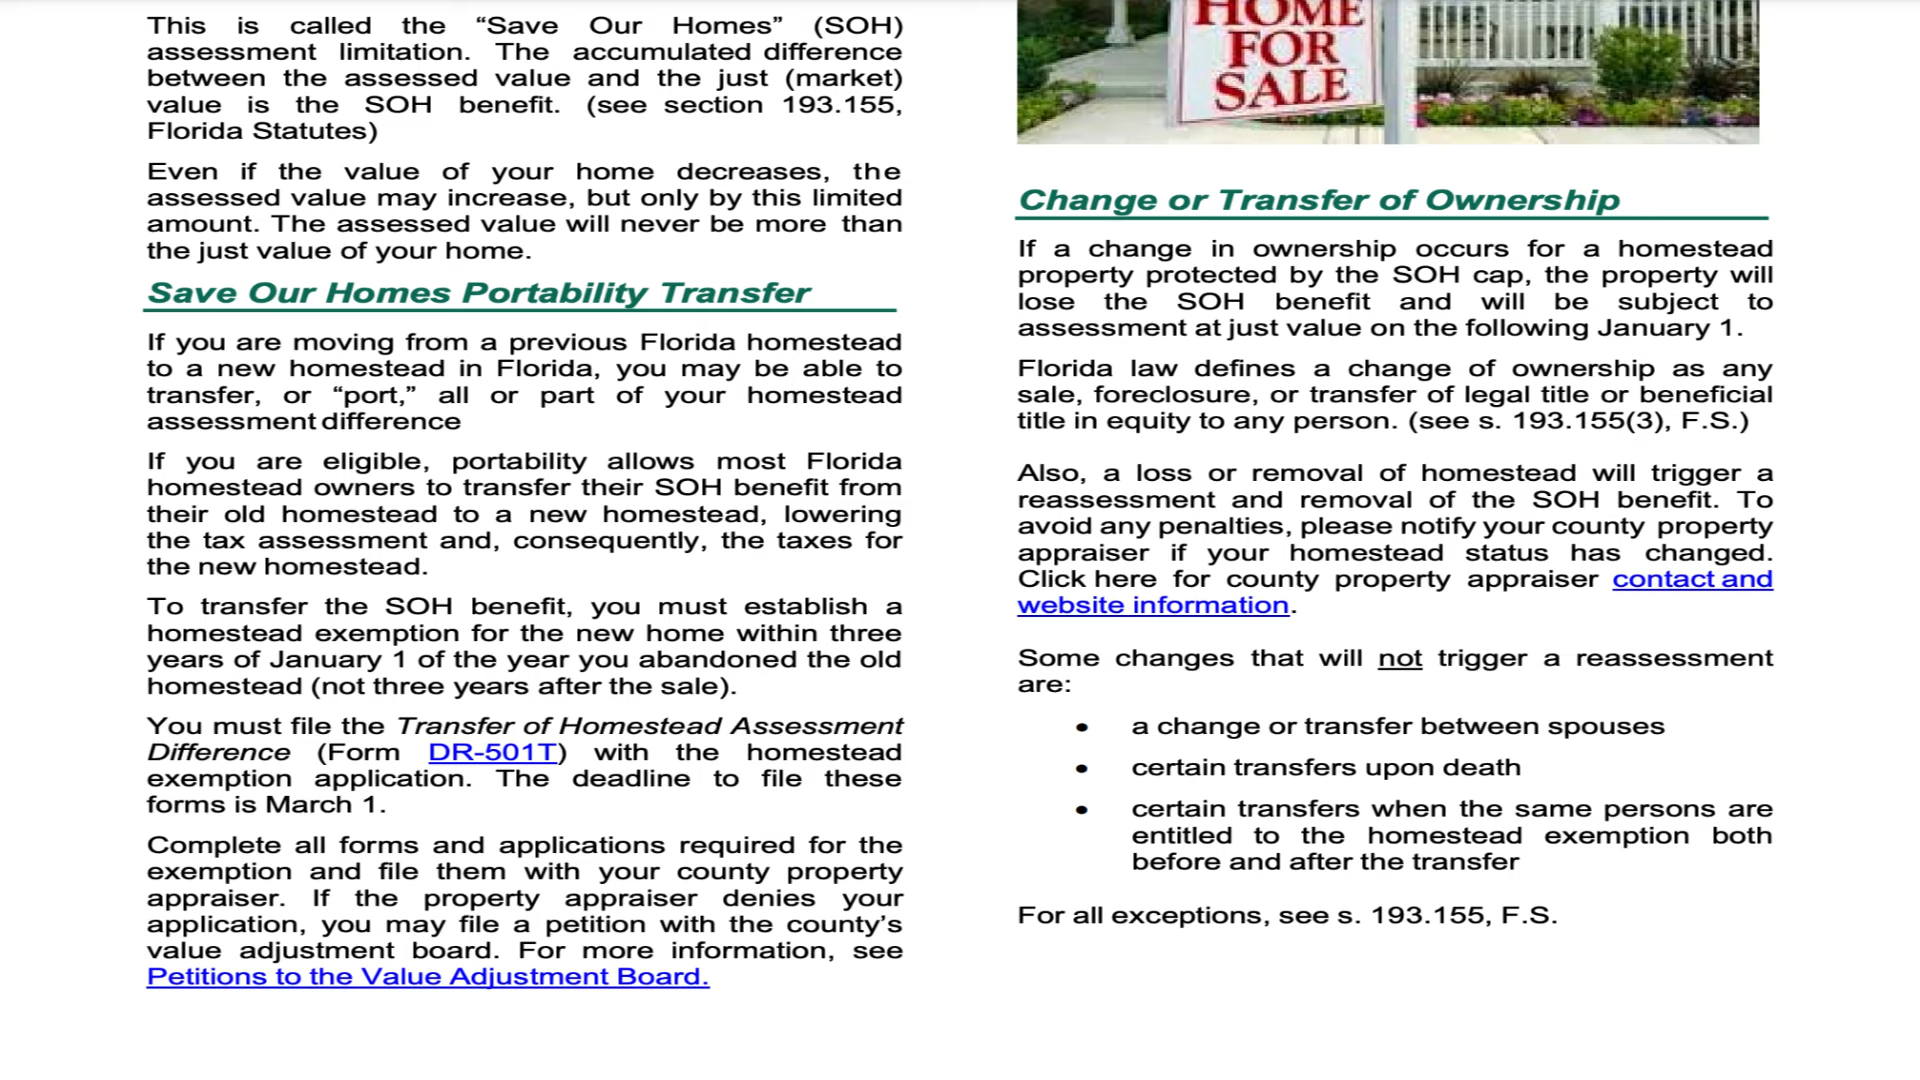 This is called the “Save Our Homes” (SOH)
assessment limitation. The accumulated difference
between the assessed value and the just (market)
value is the SOH benefit. (see section 193.155,
Florida Statutes)
Even if the value of your home decreases, the
assessed value may increase, but only by this limited
amount. The assessed value will never be more than
the just value of your home.
Save Our Homes Portability Transfer
If you are moving from a previous Florida homestead
to a new homestead in Florida, you may be able to
transfer, or “port,” all or part of your homestead
assessment difference
If you are eligible, portability allows most Florida
homestead owners to transfer their SOH benefit from
their old homestead to a new homestead, lowering
the tax assessment and, consequently, the taxes for
the new homestead.
To transfer the SOH benefit, you must establish a
homestead exemption for the new home within three
years of January 1 of the year you abandoned the old
homestead (not three years after the sale).
You must file the Transfer of Homestead Assessment
Difference (Form DR-501T) with the homestead
exemption application. The deadline to file these
forms is March 1.
Complete all forms and applications required for the
exemption and file them with your county property
appraiser. If the property appraiser denies your
application, you may file a petition with the county’s
value adjustment board. For more information, see
Petitions to the Value Adjustment Board.
HOME
FOR
SALE
Change or Transfer of Ownership
If a change in ownership occurs for a homestead
property protected by the SOH cap, the property will
lose the SOH benefit and will be subject to
assessment at just value on the following January 1.
Florida law defines a change of ownership as any
sale, foreclosure, or transfer of legal title or beneficial
title in equity to any person. (see s. 193.155(3), F.S.)
Also, a loss or removal of homestead will trigger a
reassessment and removal of the SOH benefit. To
avoid any penalties, please notify your county property
appraiser if your homestead status has changed.
Click here for county property appraiser contact and
website information.
Some changes that will not trigger a reassessment
are:
• a change or transfer between spouses
• certain transfers upon death
• certain transfers when the same persons are
entitled to the homestead exemption both
before and after the transfer
For all exceptions, see s. 193.155, F.S.